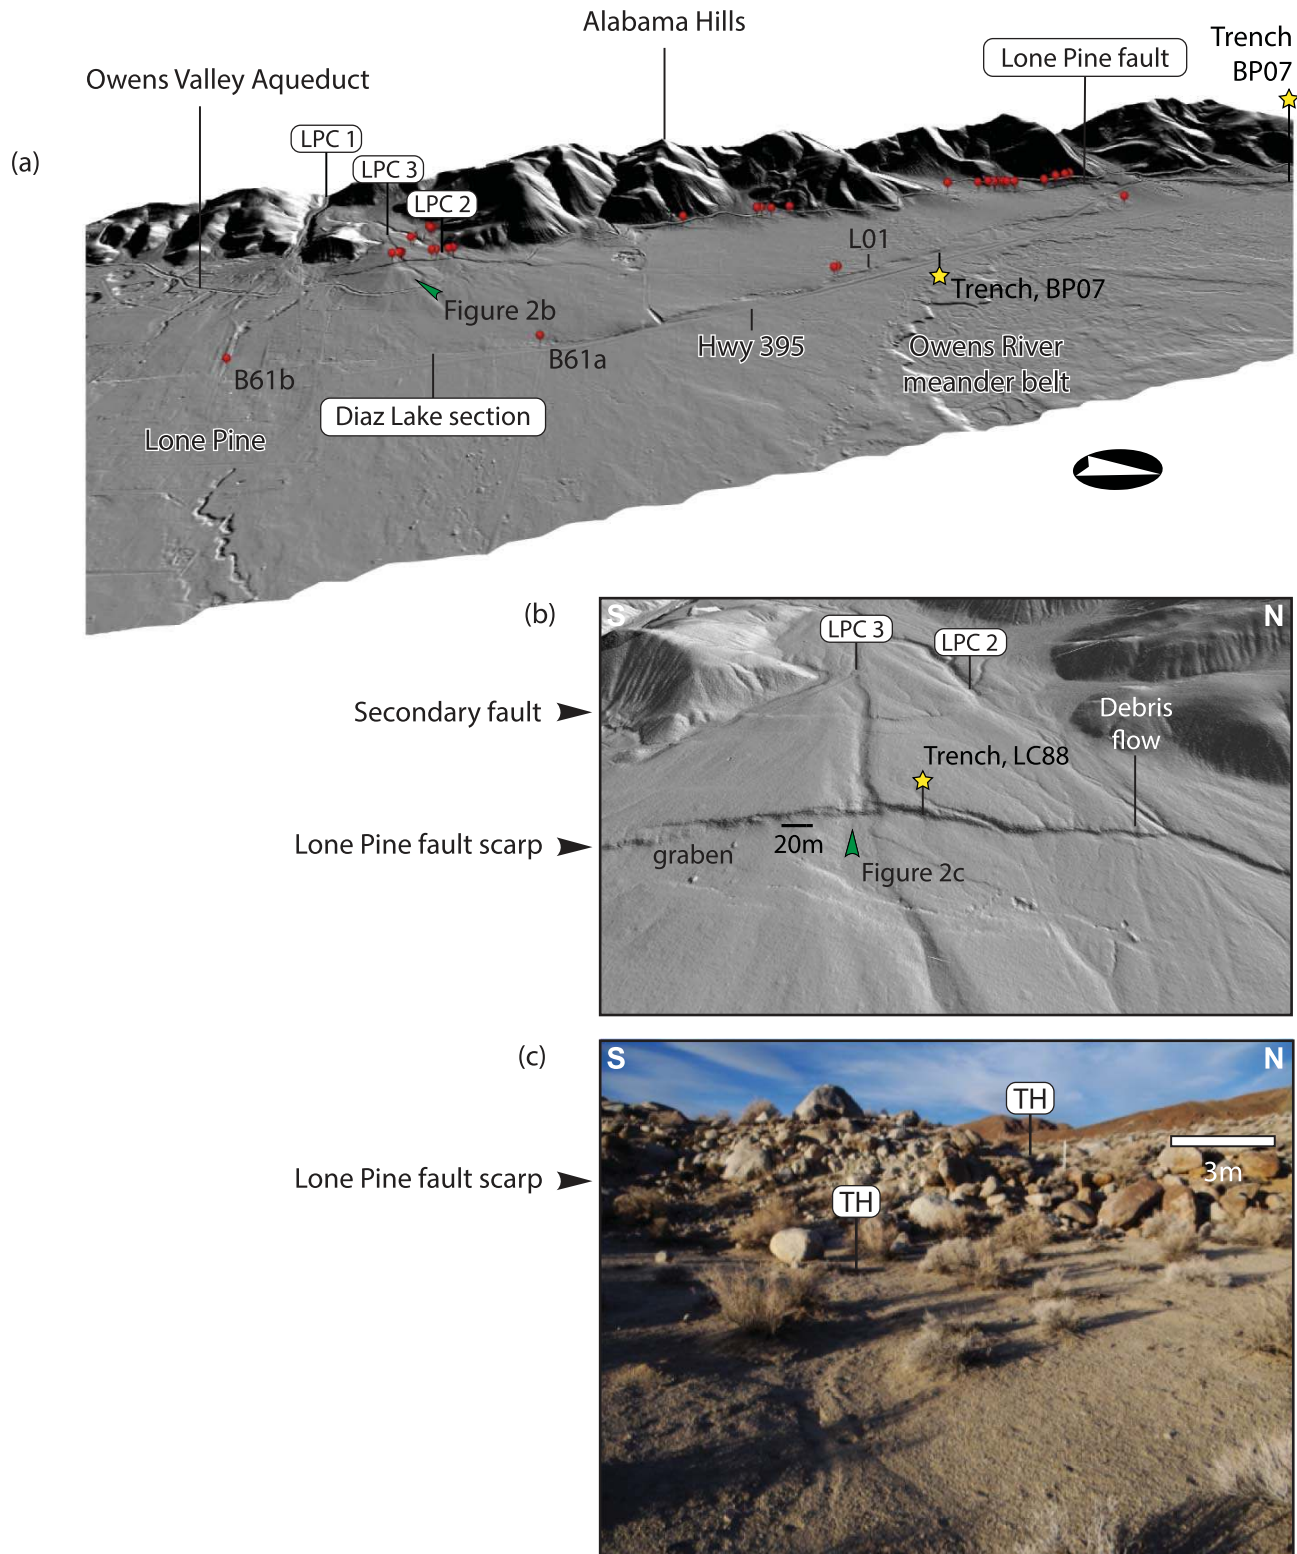 Alabama Hills
Owens Valley Aqueduct
Lone Pine fault
Trench
BP07
(a)
LPC 1
LPC 3
LPC 2
L01
Trench, BP07
Figure 2b
Hwy 395
Owens River
meander belt
B61a
B61b
Diaz Lake section
Lone Pine
(b)
S
N
LPC 3
LPC 2
Secondary fault
Debris
flow
Trench, LC88
Lone Pine fault scarp
20m
graben
Figure 2c
(c)
S
N
TH
3m
Lone Pine fault scarp
TH